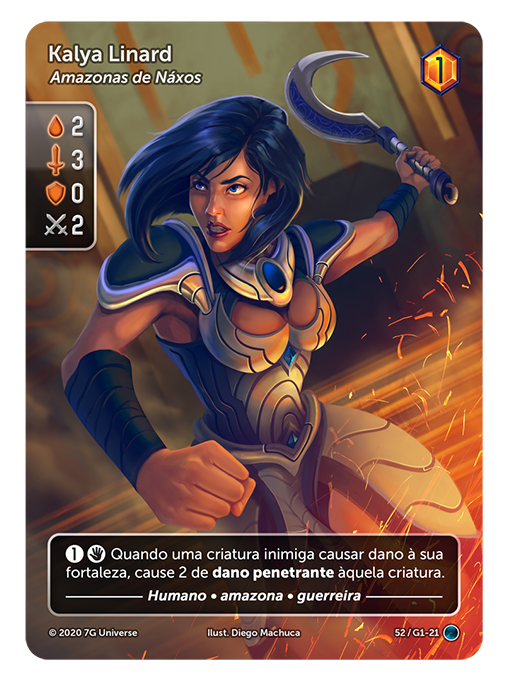 Kalya Linard
1
Amazonas de Náxos
2
3
0
2
1 Quando uma criatura inimiga causar dano à sua
fortaleza, cause 2 de dano penetrante àquela criatura.
Humano • amazona • guerreira
© 2020 7G Universe Ilust. Diego Machuca 52 / G1-21